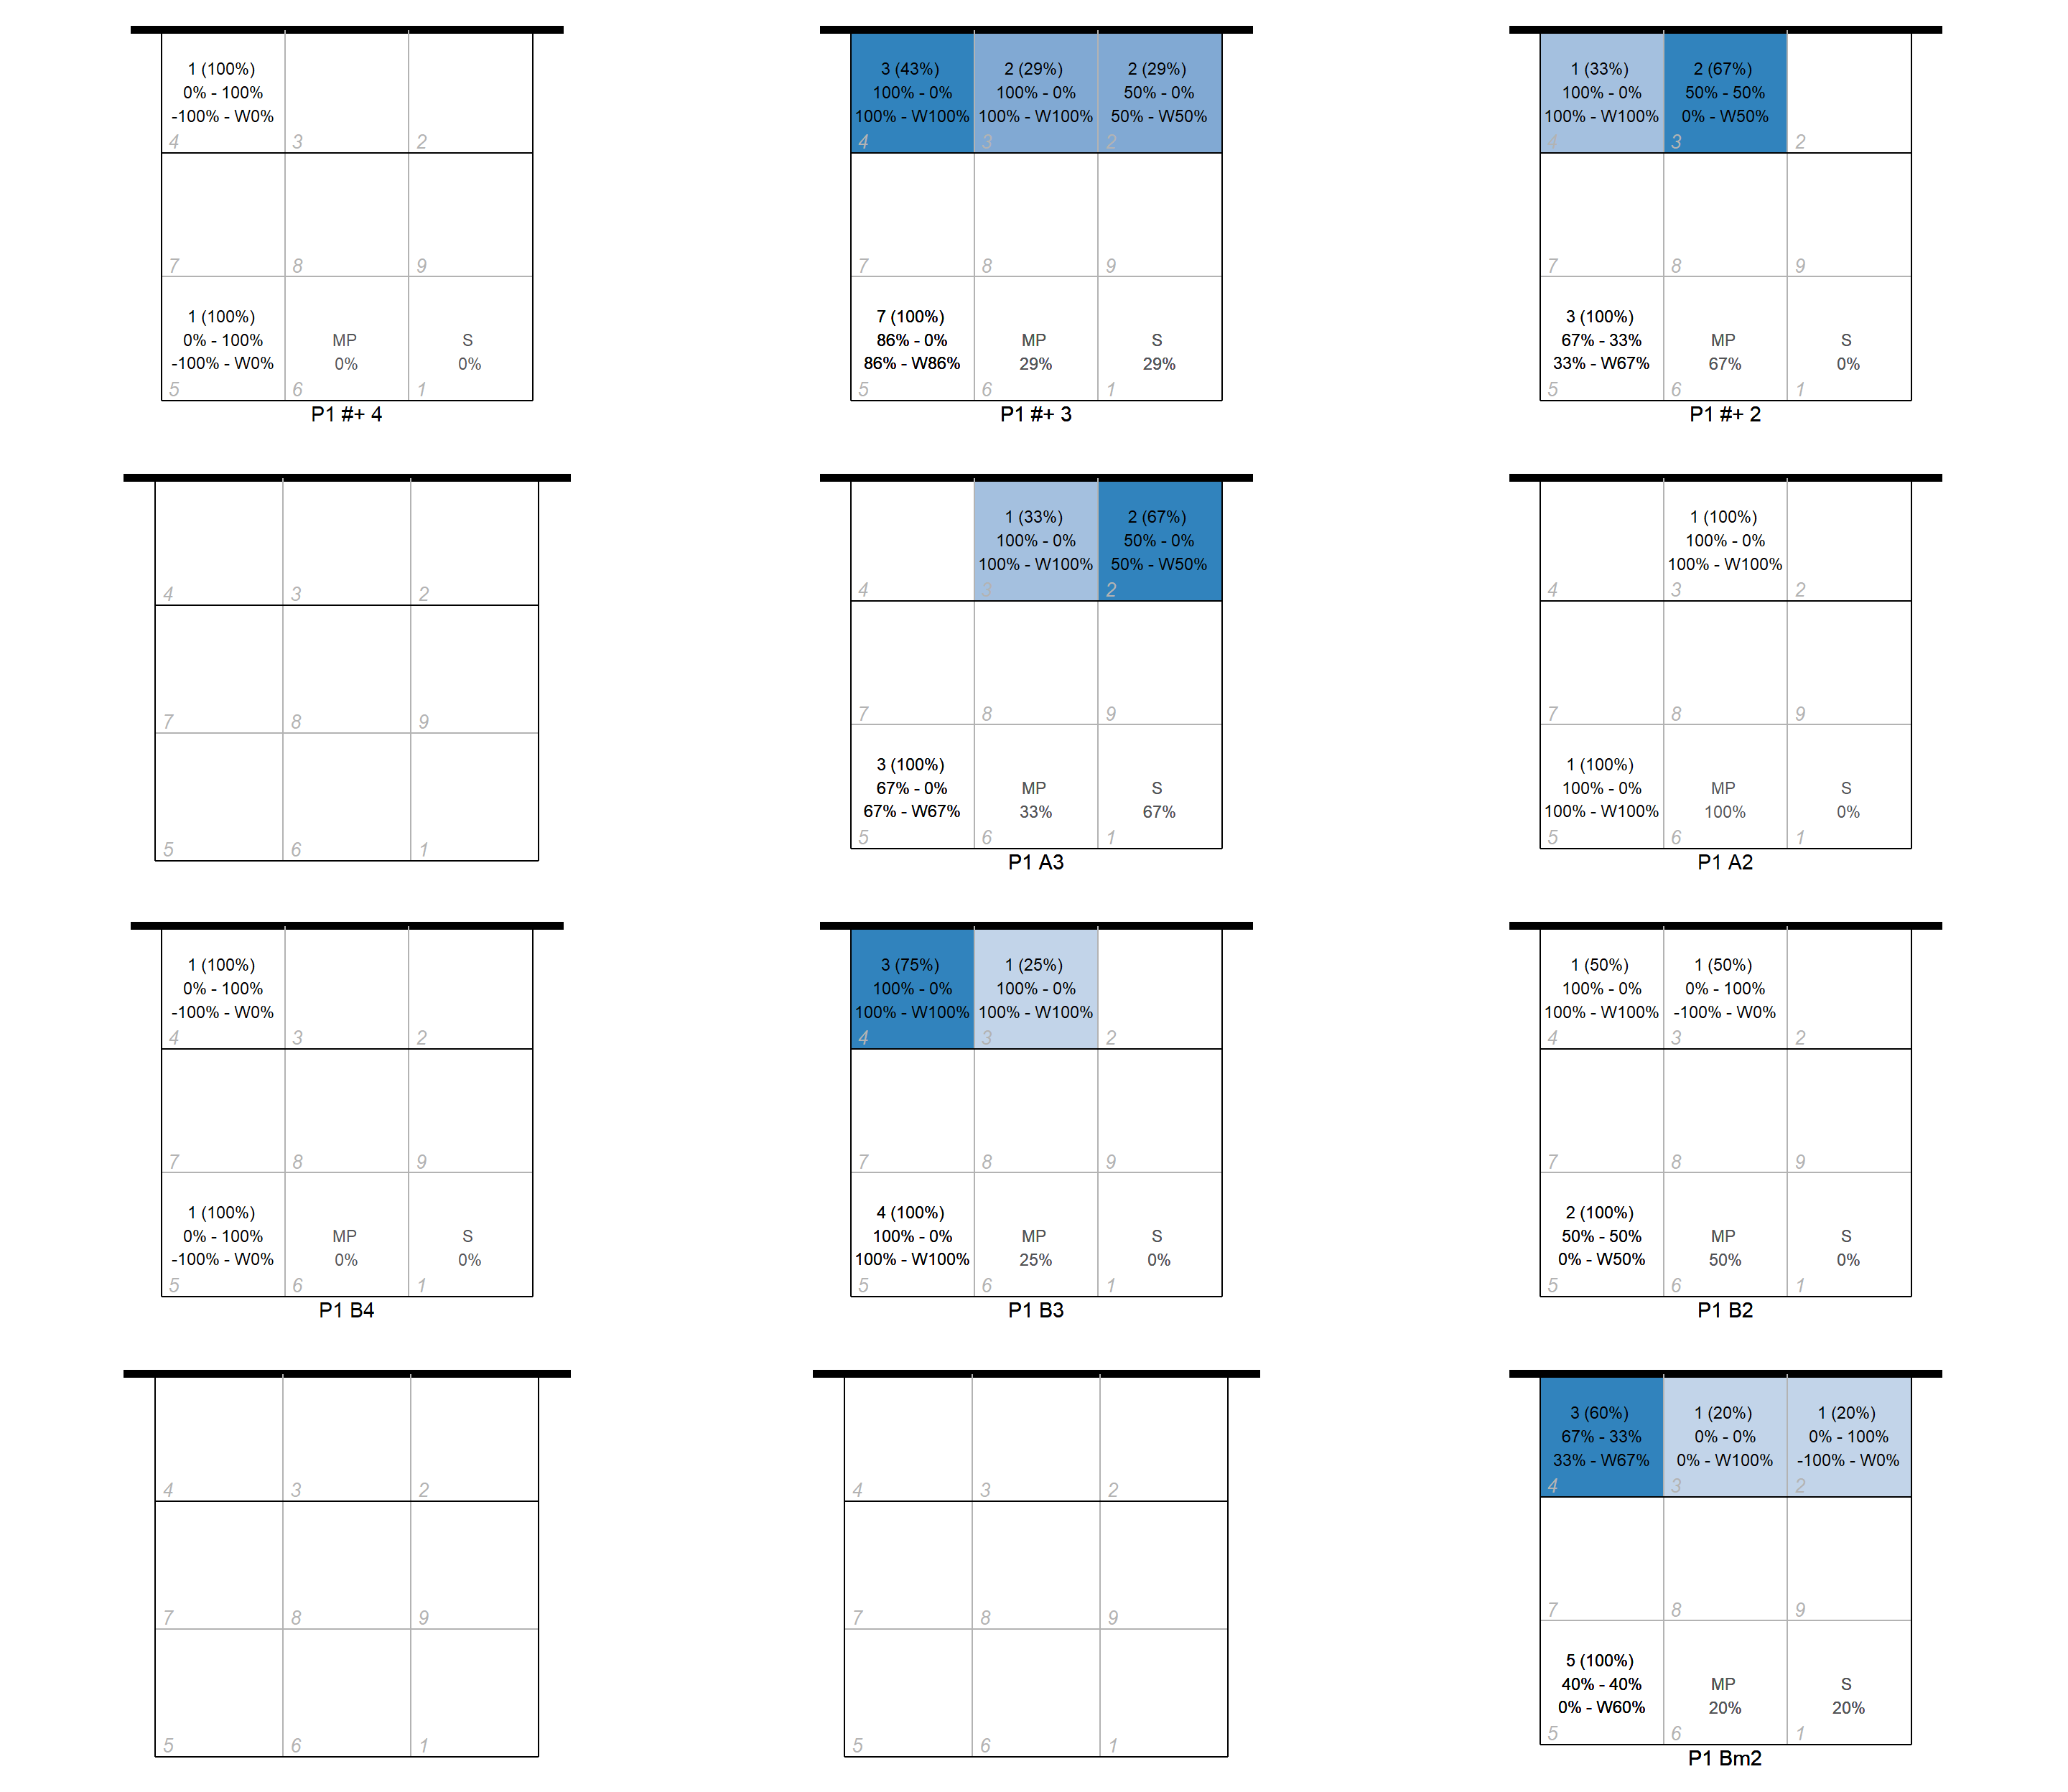 1 (100%)
0% - 100%
-100% - W0%
4 3 2
7 8 9
1 (100%)
0% - 100%
-100% - W0%
MP
0%
S
0%
5 6 1
P1 #+ 4
3 (43%)
100% - 0%
100% - W100%
2 (29%)
100% - 0%
100% - W100%
2 (29%)
50% - 0%
50% - W50%
4 3 2
7 8 9
7 (100%)
86% - 0%
86% - W86%
MP
29%
S
29%
5 6 1
P1 #+ 3
1 (33%)
100% - 0%
100% - W100%
2 (67%)
50% - 50%
0% - W50%
4 3 2
7 8 9
3 (100%)
67% - 33%
33% - W67%
MP
67%
S
0%
5 6 1
P1 #+ 2
4 3 2
7 8 9
5 6 1
1 (33%)
100% - 0%
100% - W100%
2 (67%)
50% - 0%
50% - W50%
4 3 2
7 8 9
3 (100%)
67% - 0%
67% - W67%
MP
33%
S
67%
5 6 1
P1 A3
1 (100%)
100% - 0%
100% - W100%
4 3 2
7 8 9
1 (100%)
100% - 0%
100% - W100%
MP
100%
S
0%
5 6 1
P1 A2
1 (100%)
0% - 100%
-100% - W0%
4 3 2
7 8 9
1 (100%)
0% - 100%
-100% - W0%
MP
0%
S
0%
5 6 1
P1 B4
3 (75%)
100% - 0%
100% - W100%
1 (25%)
100% - 0%
100% - W100%
4 3 2
7 8 9
4 (100%)
100% - 0%
100% - W100%
MP
25%
S
0%
5 6 1
P1 B3
1 (50%)
100% - 0%
100% - W100%
1 (50%)
0% - 100%
-100% - W0%
4 3 2
7 8 9
2 (100%)
50% - 50%
0% - W50%
MP
50%
S
0%
5 6 1
P1 B2
4 3 2
7 8 9
5 6 1
4 3 2
7 8 9
5 6 1
3 (60%)
67% - 33%
33% - W67%
1 (20%)
0% - 0%
0% - W100%
1 (20%)
0% - 100%
-100% - W0%
4 3 2
7 8 9
5 (100%)
40% - 40%
0% - W60%
MP
20%
S
20%
5 6 1
P1 Bm2